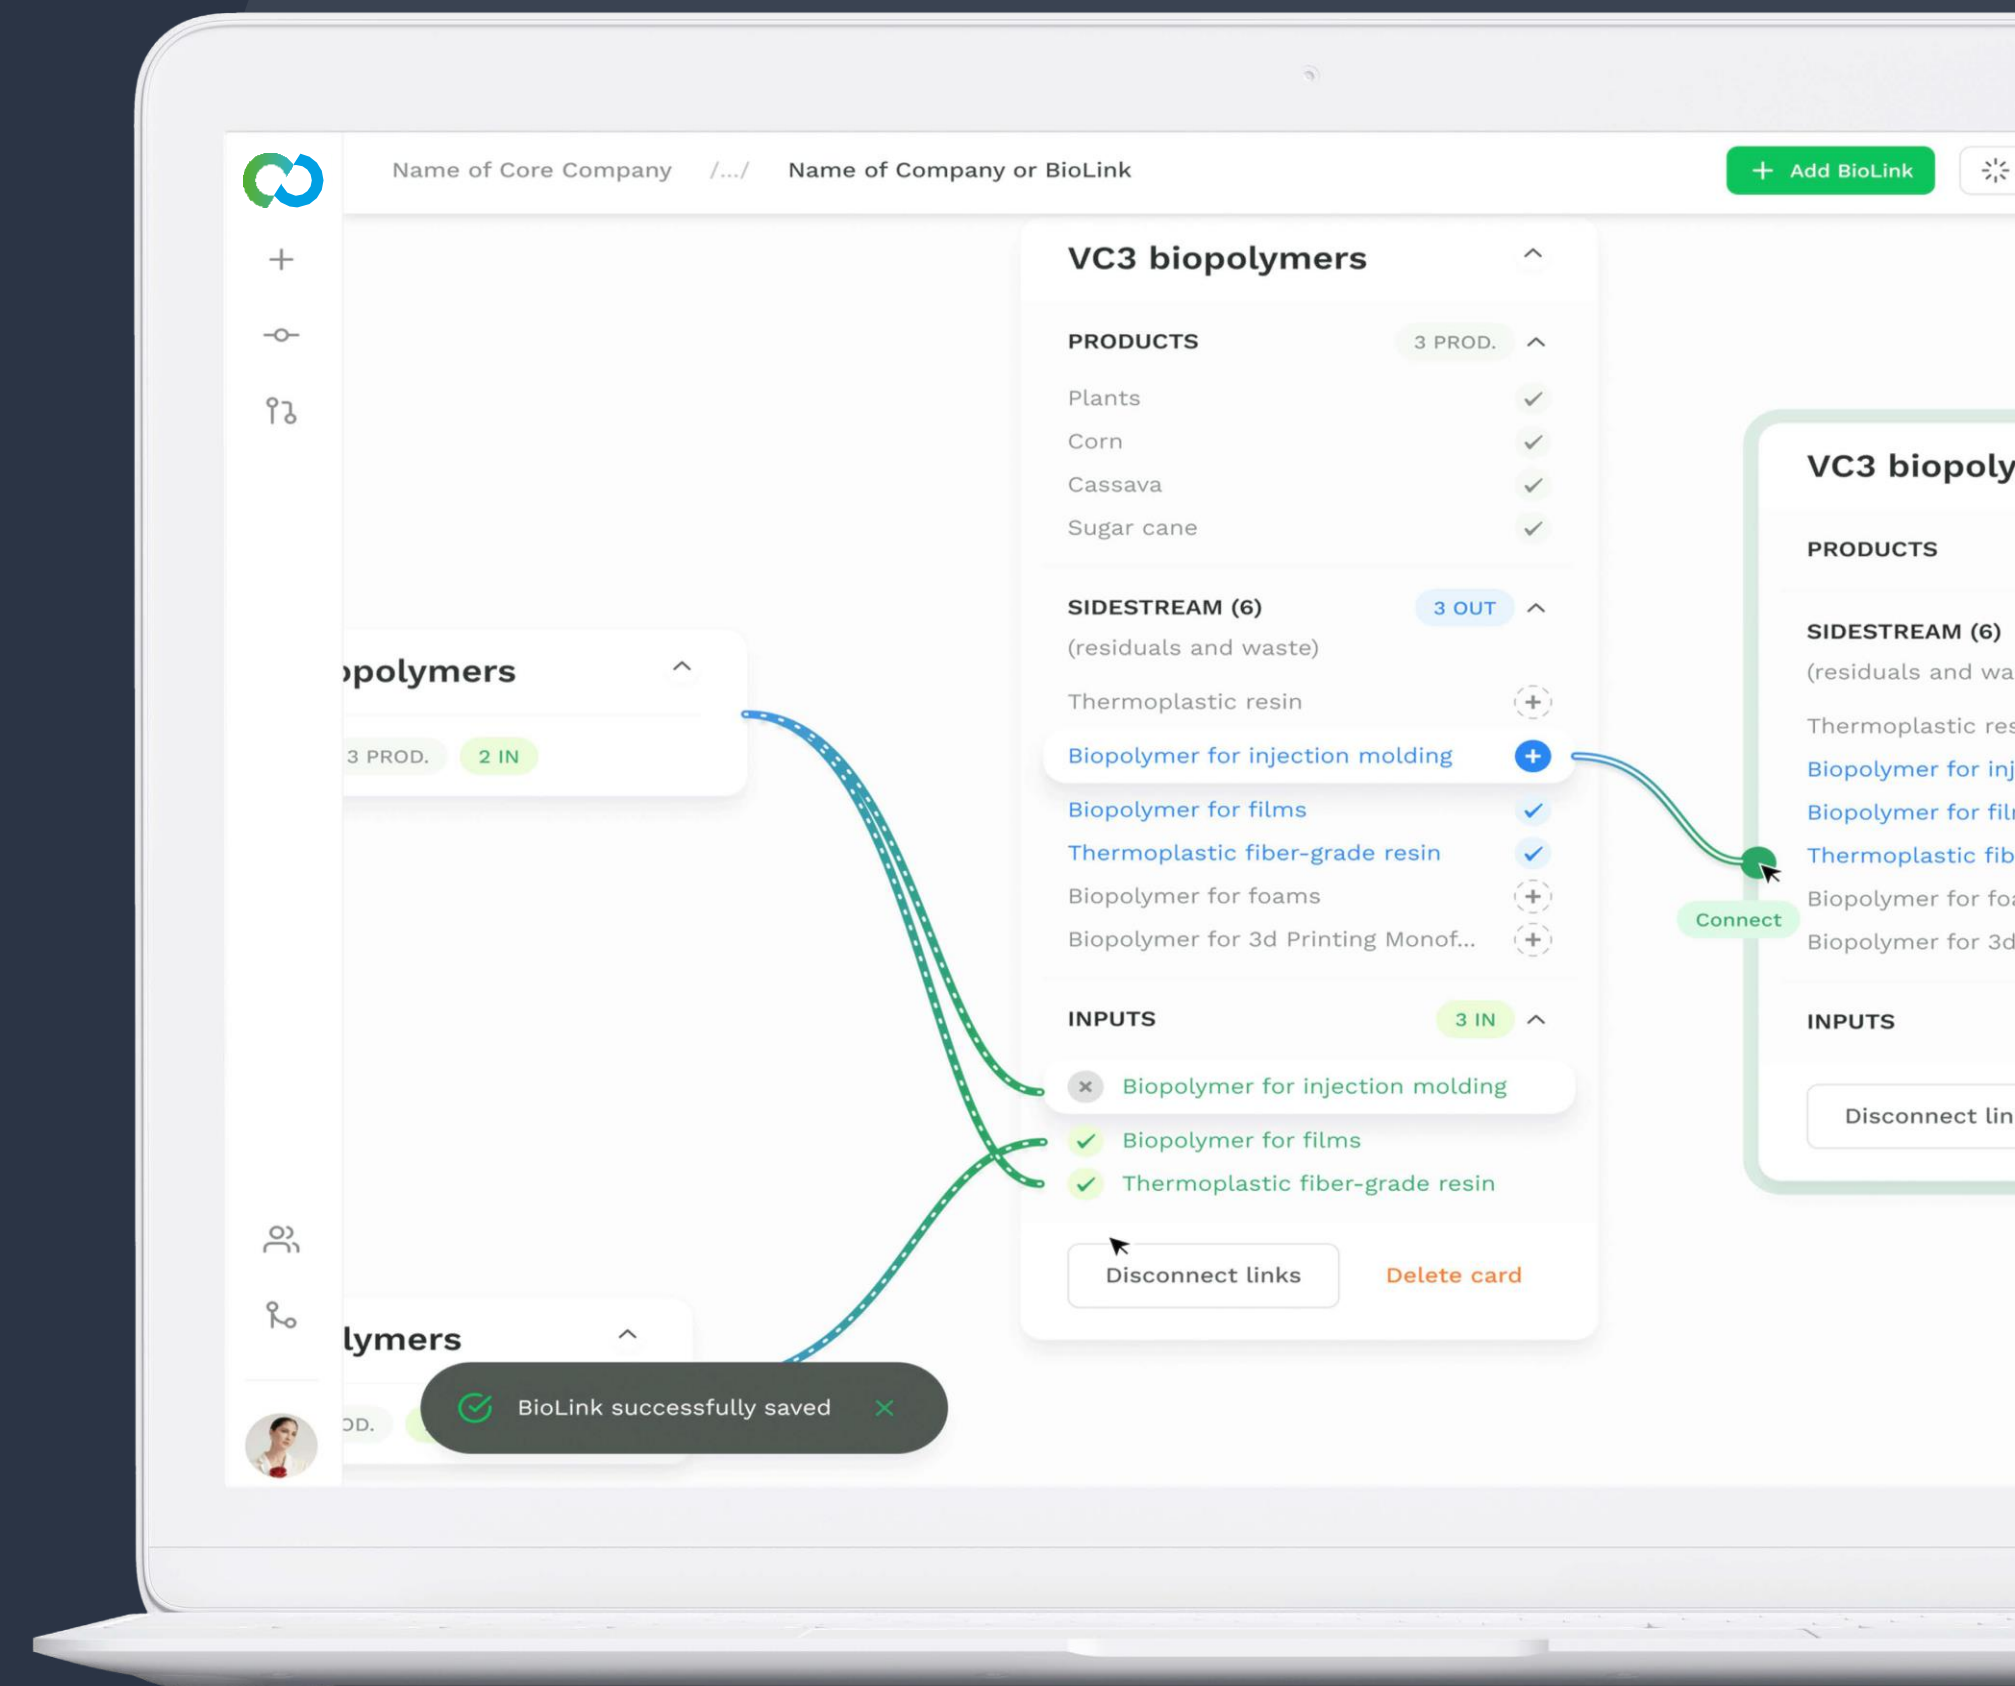 Name of Core Company /.../ Name of Company or BioLink
+ Add BioLink
VC3 biopolymers
PRODUCTS 3 PROD.
Plants
Corn
Cassava
Sugar cane
SIDESTREAM (6) 3 OUT
(residuals and waste)
Thermoplastic resin
Biopolymer for injection molding
Biopolymer for films
Thermoplastic fiber-grade resin
Biopolymer for foams
Biopolymer for 3d Printing Monof...
INPUTS 3 IN
Biopolymer for injection molding
Biopolymer for films
Thermoplastic fiber-grade resin
Disconnect links Delete card
opolymers
3 PROD. 2 IN
lymers
OD.
BioLink successfully saved
Connect
VC3 biopoly
PRODUCTS
SIDESTREAM (6)
(residuals and wa
Thermoplastic res
Biopolymer for inj
Biopolymer for fil
Thermoplastic fib
Biopolymer for foa
Biopolymer for 3d
INPUTS
Disconnect lin